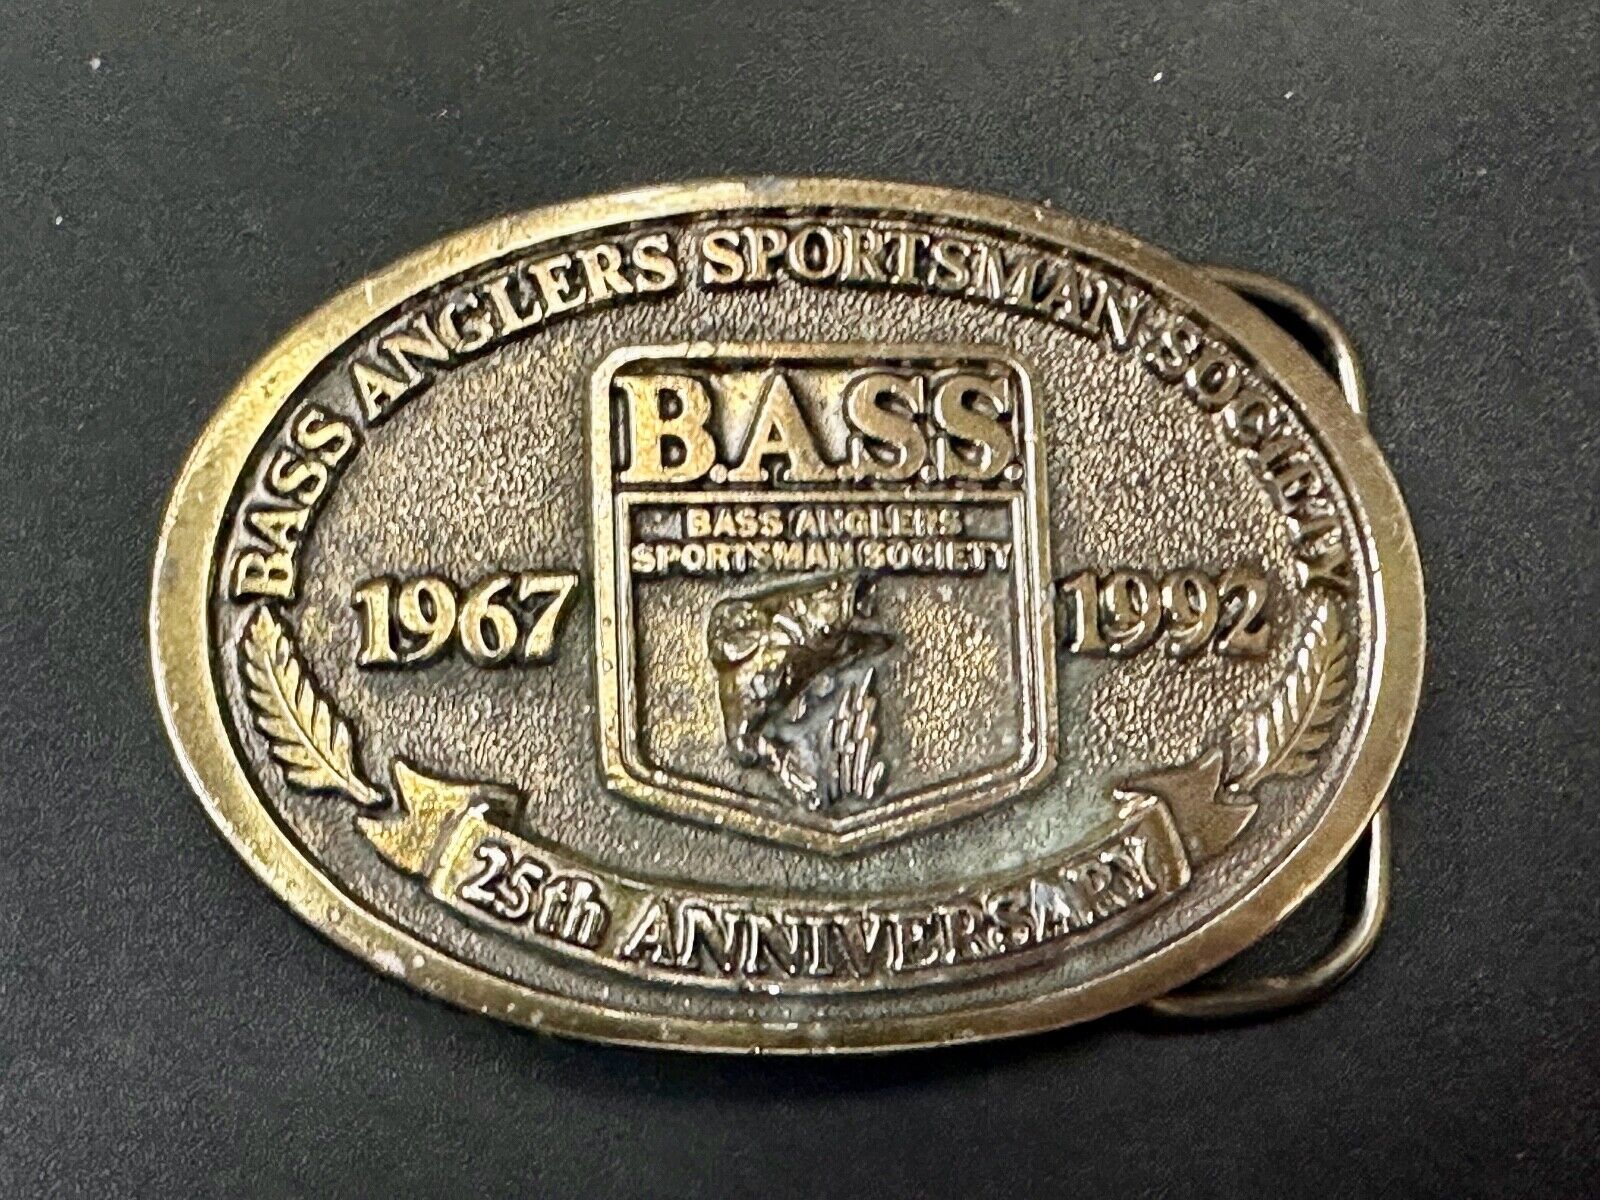 BASS ANGLERS SPORTSMAN SOCIETY
B.A.S.S.
BASS ANGLERS
SPORTSMAN SOCIETY
1967
1992
25th ANNIVERSARY